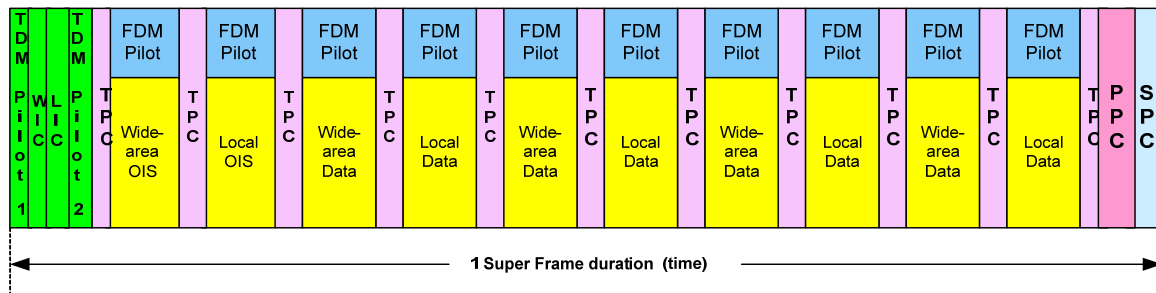 TDM Pilot 1
WIC
LIC
TDM Pilot 2
TPC
FDM
Pilot
Wide-
area
OIS
TPC
FDM
Pilot
Local
OIS
TPC
FDM
Pilot
Wide-
area
Data
TPC
FDM
Pilot
Local
Data
TPC
FDM
Pilot
Wide-
area
Data
TPC
FDM
Pilot
Local
Data
TPC
FDM
Pilot
Wide-
area
Data
TPC
FDM
Pilot
Local
Data
TPC
FDM
Pilot
Wide-
area
Data
TPC
FDM
Pilot
Local
Data
TPC
PPC
SPC
1 Super Frame duration (time)